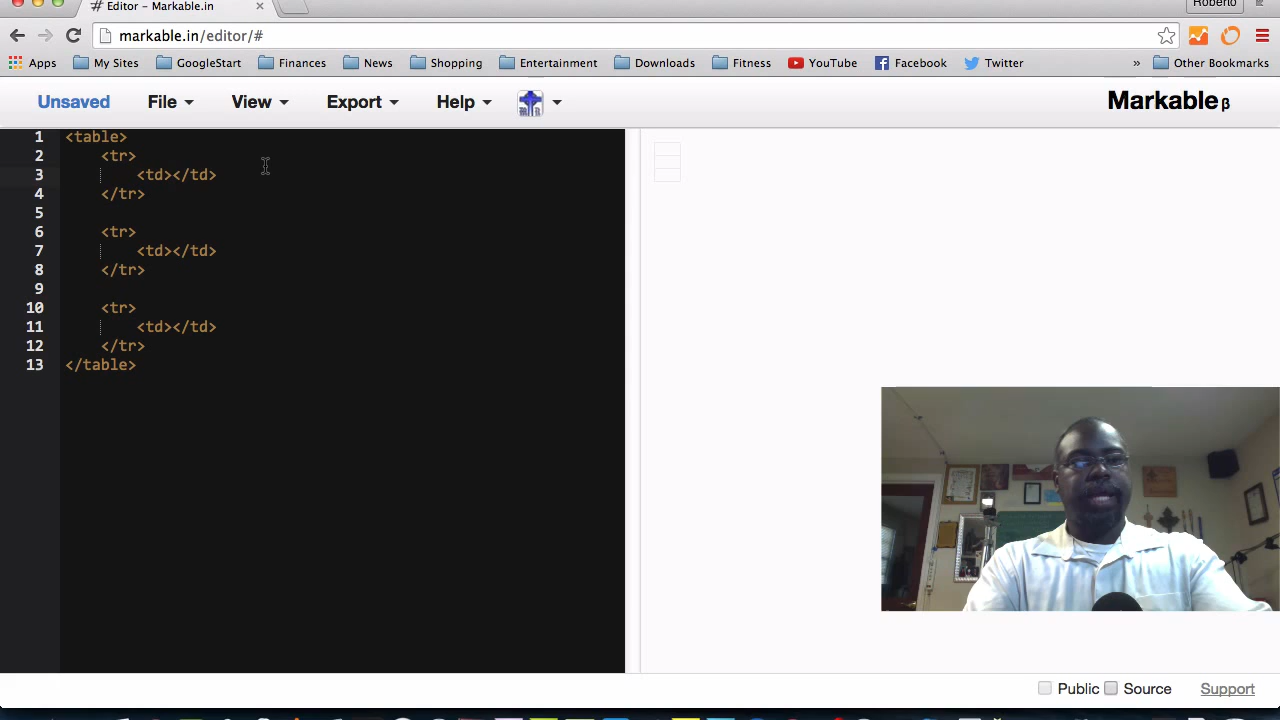 # Editor - Markable.in
Roberto
markable.in/editor/#
Apps My Sites GoogleStart Finances News Shopping Entertainment Downloads Fitness YouTube Facebook Twitter » Other Bookmarks
Unsaved File View Export Help Markableβ
1 <table>
2 <tr>
3 <td></td>
4 </tr>
5
6 <tr>
7 <td></td>
8 </tr>
9
10 <tr>
11 <td></td>
12 </tr>
13 </table>
Public Source Support